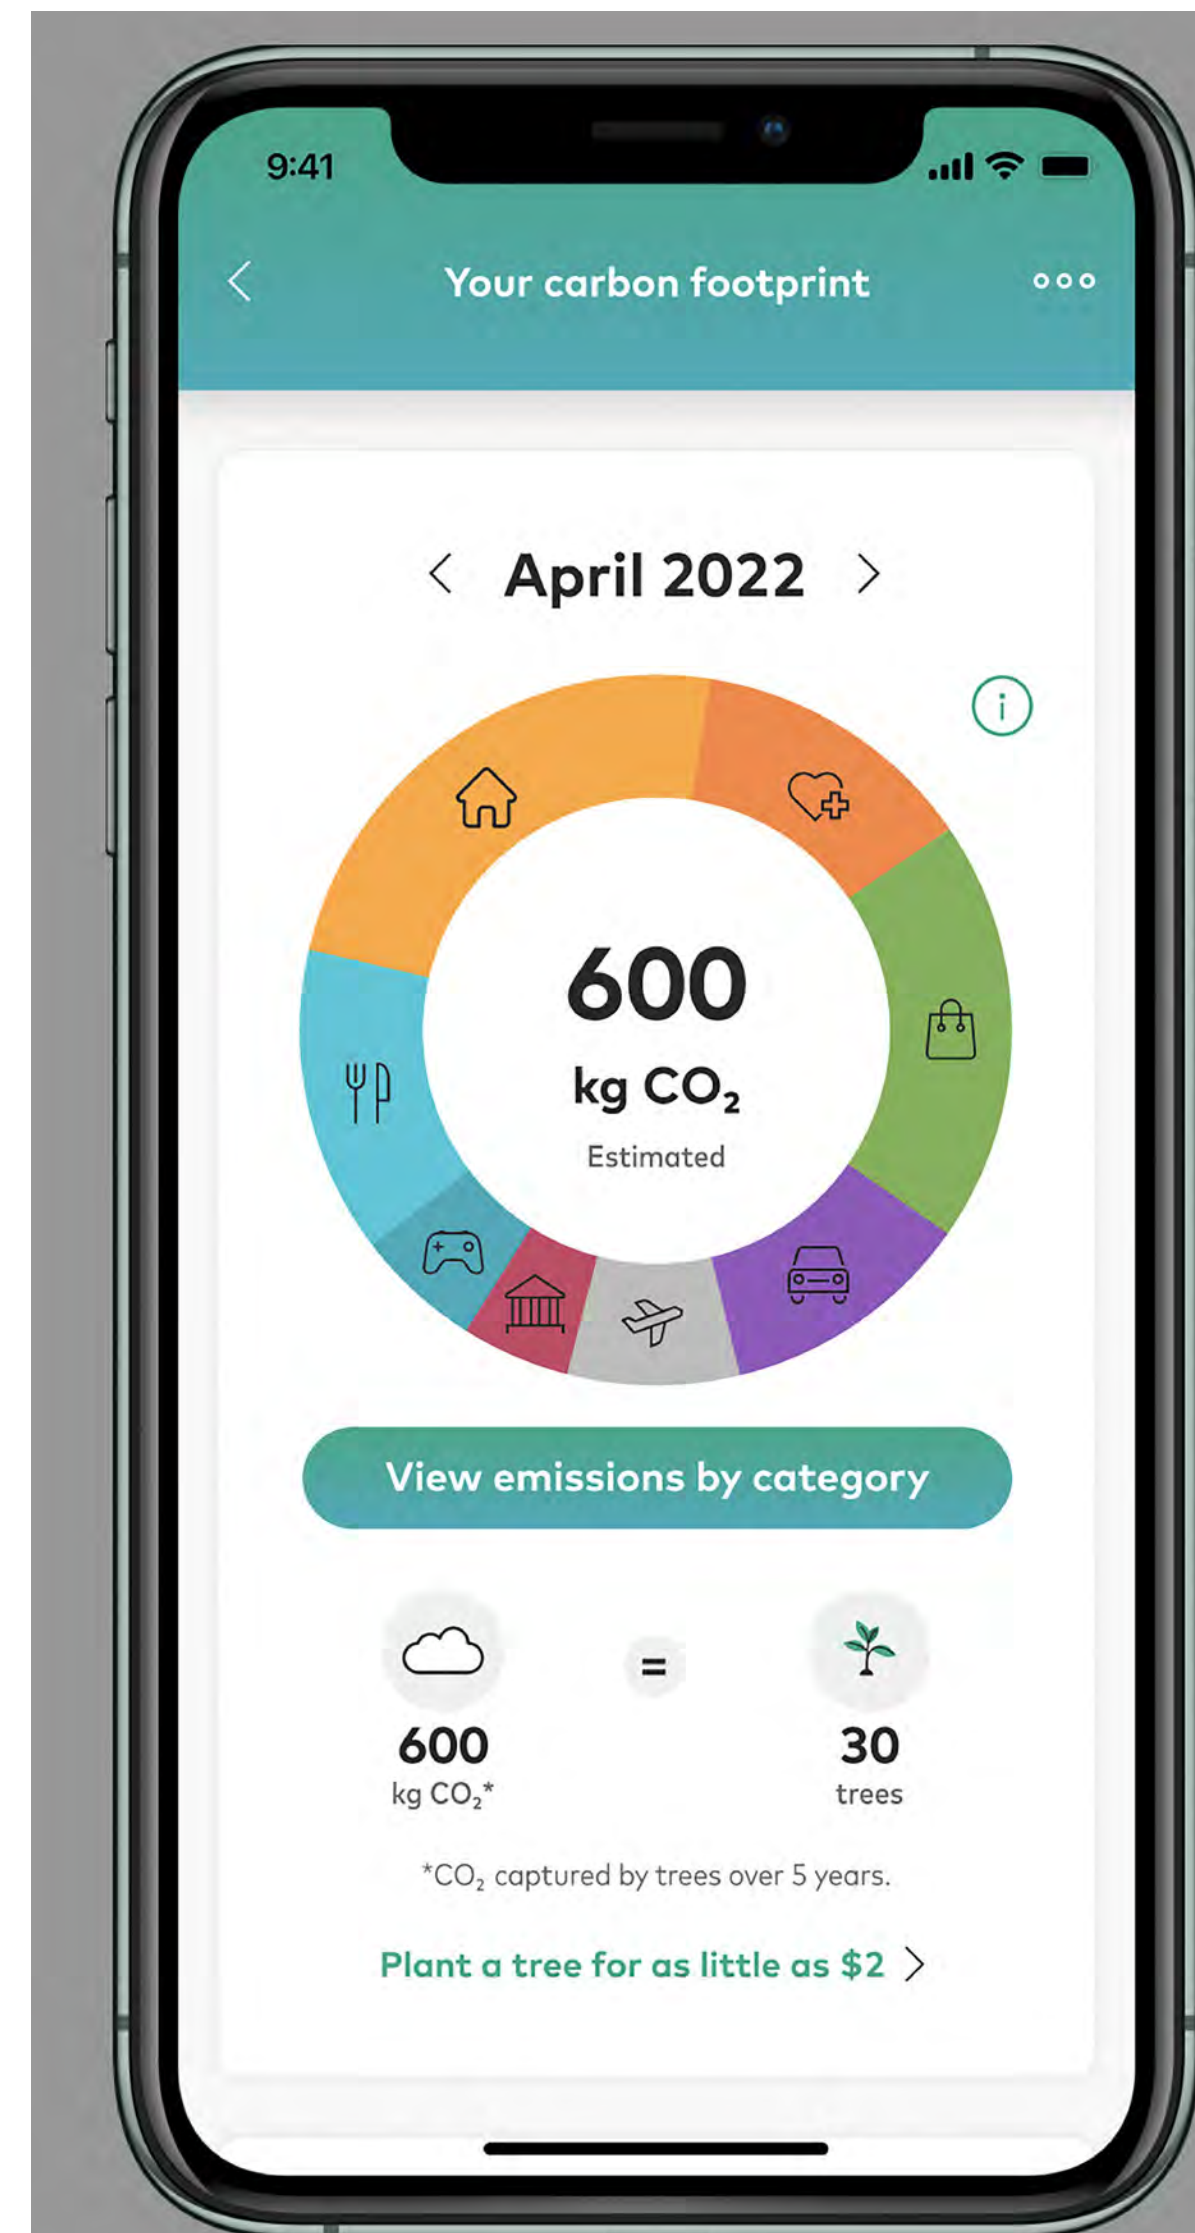 9:41
Your carbon footprint
April 2022
i
600
kg CO₂
Estimated
View emissions by category
=
600
30
kg CO₂*
trees
*CO₂ captured by trees over 5 years.
Plant a tree for as little as $2